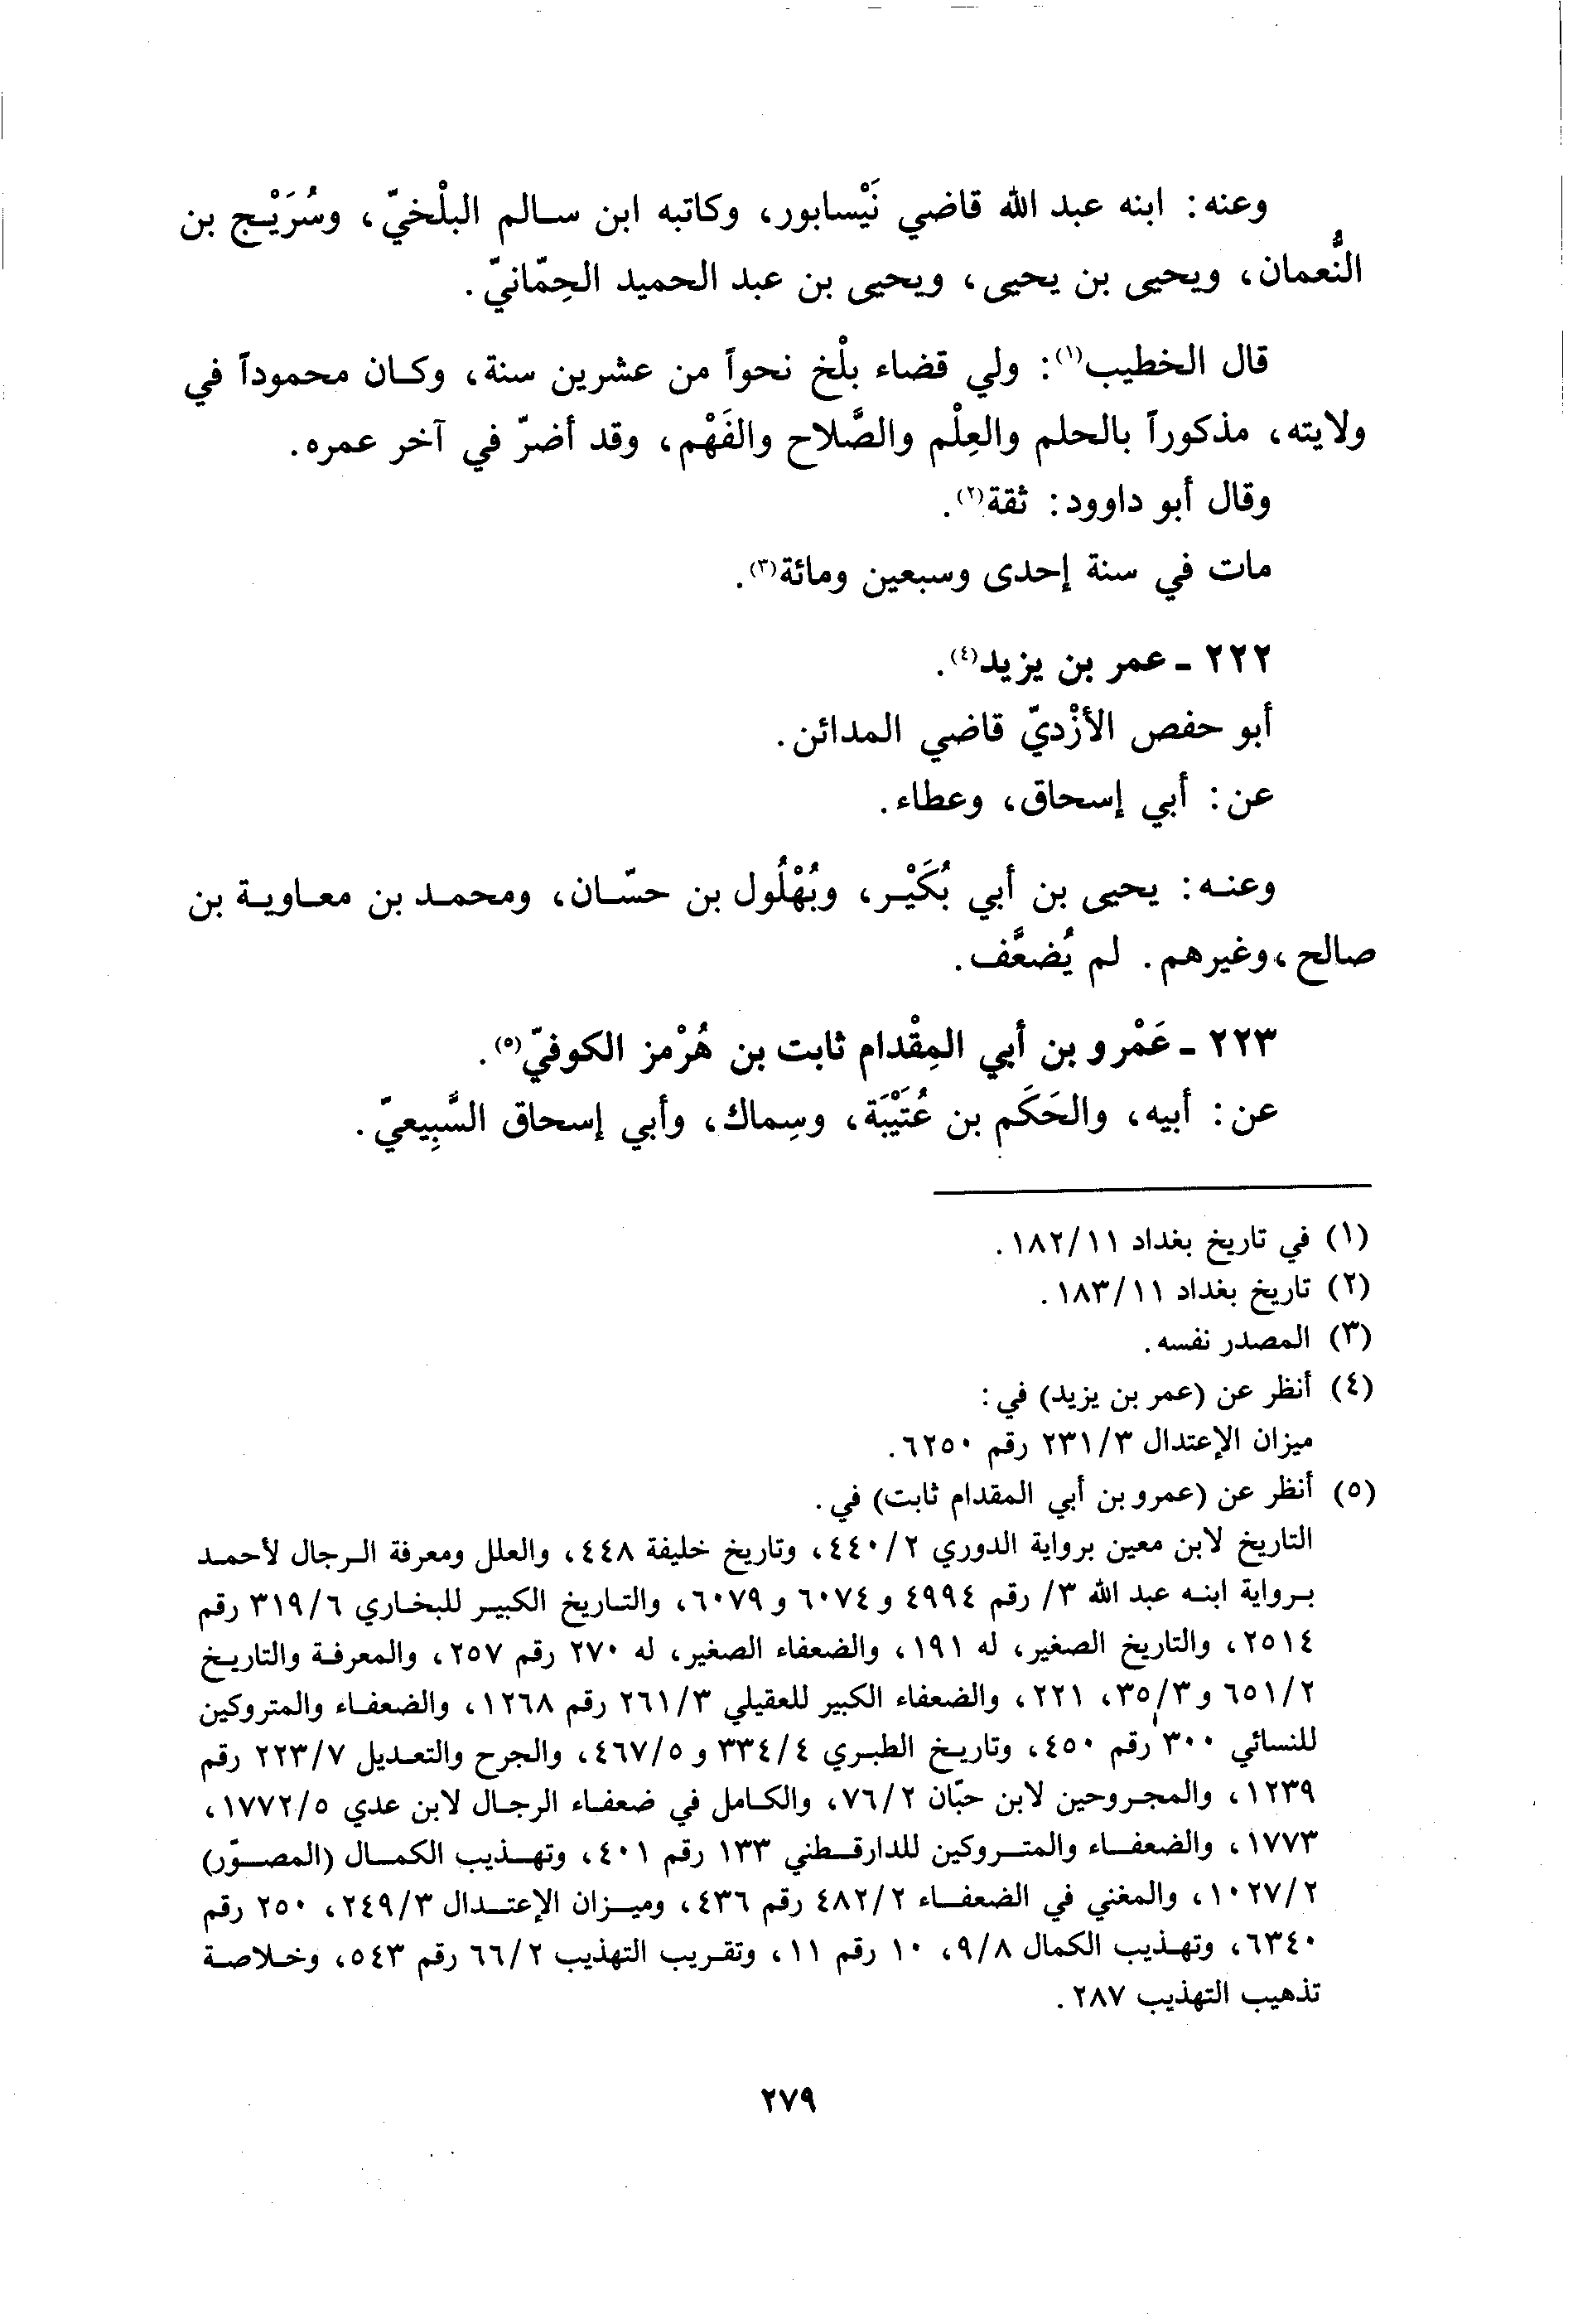 وعنه: ابنه عبد الله قاضي نَيْسابور، وكاتبه ابن سالم البلْخيّ، وسُرَيْج بن
النُّعمان، ويحيى بن يحيى، ويحيى بن عبد الحميد الحِمّانيّ.
قال الخطيب(١): ولي قضاء بلْخ نحواً من عشرين سنة، وكان محموداً في
ولايته، مذكوراً بالحلم والعِلْم والصَّلاح والفَهْم، وقد أضرّ في آخر عمره.
وقال أبو داوود: ثقة(٢).
مات في سنة إحدى وسبعين ومائة(٣).
٢٢٢ - عمر بن يزيد(٤).
أبو حفص الأزْديّ قاضي المدائن.
عن: أبي إسحاق، وعطاء.
وعنه: يحيى بن أبي بُكَيْر، وبُهْلُول بن حسّان، ومحمد بن معاوية بن
صالح، وغيرهم. لم يُضعَّف.
٢٢٣ - عَمْرو بن أبي المِقْدام ثابت بن هُرْمز الكوفيّ(٥).
عن: أبيه، والحَكَم بن عُتَيْبَة، وسِماك، وأبي إسحاق السَّبِيعيّ.
(١) في تاريخ بغداد ١٨٢/١١.
(٢) تاريخ بغداد ١٨٣/١١.
(٣) المصدر نفسه.
(٤) أنظر عن (عمر بن يزيد) في:
ميزان الإعتدال ٢٣١/٣ رقم ٦٢٥٠.
(٥) أنظر عن (عمرو بن أبي المقدام ثابت) في.
التاريخ لابن معين برواية الدوري ٤٤٠/٢، وتاريخ خليفة ٤٤٨، والعلل ومعرفة الرجال لأحمد
برواية ابنه عبد الله ٣/ رقم ٤٩٩٤ و ٦٠٧٤ و ٦٠٧٩، والتاريخ الكبير للبخاري ٣١٩/٦ رقم
٢٥١٤، والتاريخ الصغير، له ١٩١، والضعفاء الصغير، له ٢٧٠ رقم ٢٥٧، والمعرفة والتاريخ
٦٥١/٢ و ٣٥/٣، ٢٢١، والضعفاء الكبير للعقيلي ٢٦١/٣ رقم ١٢٦٨، والضعفاء والمتروكين
للنسائي ٣٠٠ رقم ٤٥٠، وتاريخ الطبري ٣٣٤/٤ و ٤٦٧/٥، والجرح والتعديل ٢٢٣/٧ رقم
١٢٣٩، والمجروحين لابن حبّان ٧٦/٢، والكامل في ضعفاء الرجال لابن عدي ١٧٧٢/٥،
١٧٧٣، والضعفاء والمتروكين للدارقطني ١٣٣ رقم ٤٠١، وتهذيب الكمال (المصوّر)
١٠٢٧/٢، والمغني في الضعفاء ٤٨٢/٢ رقم ٤٣٦، وميزان الإعتدال ٢٤٩/٣، ٢٥٠ رقم
٦٣٤٠، وتهذيب الكمال ٩/٨، ١٠ رقم ١١، وتقريب التهذيب ٦٦/٢ رقم ٥٤٣، وخلاصة
تذهيب التهذيب ٢٨٧.
٢٧٩